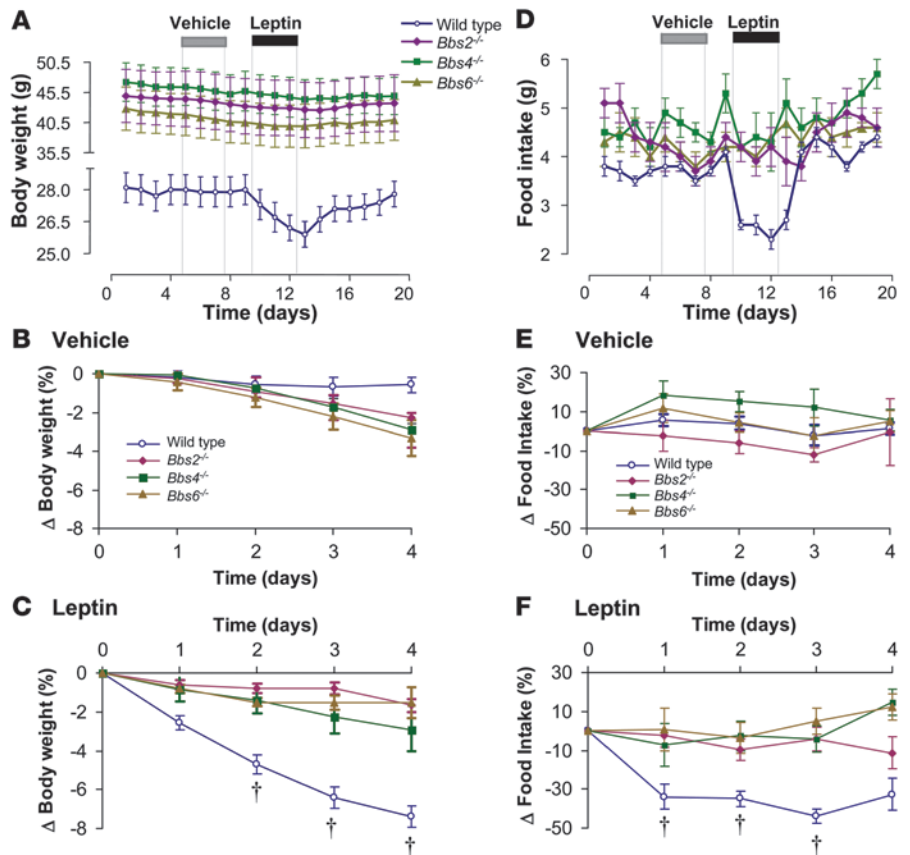 A
Vehicle
Leptin
Wild type
Bbs2-/-
Bbs4-/-
Bbs6-/-
Body weight (g)
50.5
45.5
40.5
35.5
28.0
26.5
25.0
0 4 8 12 16 20
Time (days)
D
Vehicle
Leptin
Food intake (g)
6
5
4
3
2
0 4 8 12 16 20
Time (days)
B Vehicle
Δ Body weight (%)
0
-2
-4
-6
-8
Wild type
Bbs2-/-
Bbs4-/-
Bbs6-/-
0 1 2 3 4
Time (days)
E Vehicle
Δ Food Intake (%)
30
10
-10
-30
-50
Wild type
Bbs2-/-
Bbs4-/-
Bbs6-/-
0 1 2 3 4
Time (days)
C Leptin
Time (days)
0 1 2 3 4
Δ Body weight (%)
0
-2
-4
-6
-8
† † †
F Leptin
Time (days)
0 1 2 3 4
Δ Food Intake (%)
30
10
-10
-30
-50
† † †